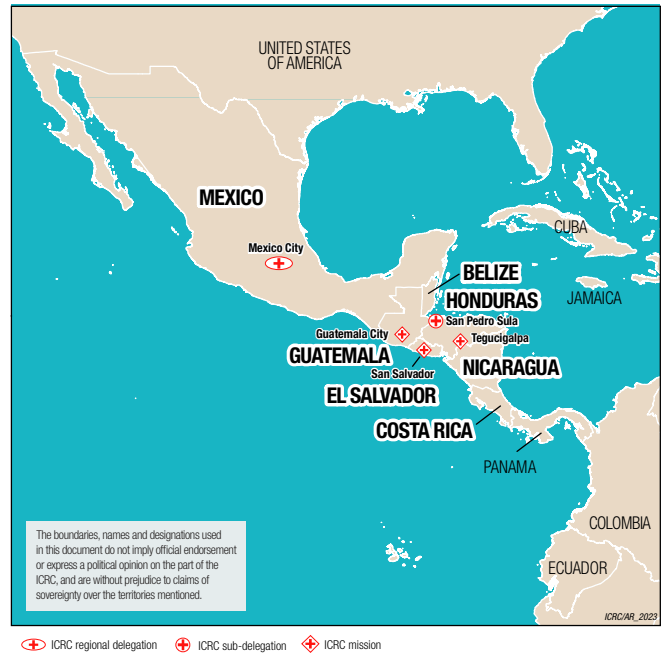 UNITED STATES
OF AMERICA
MEXICO
Mexico City
CUBA
BELIZE
HONDURAS
JAMAICA
San Pedro Sula
Guatemala City
Tegucigalpa
GUATEMALA
San Salvador
NICARAGUA
EL SALVADOR
COSTA RICA
PANAMA
COLOMBIA
ECUADOR
The boundaries, names and designations used
in this document do not imply official endorsement
or express a political opinion on the part of the
ICRC, and are without prejudice to claims of
sovereignty over the territories mentioned.
ICRC/AR_2023
ICRC regional delegation
ICRC sub-delegation
ICRC mission